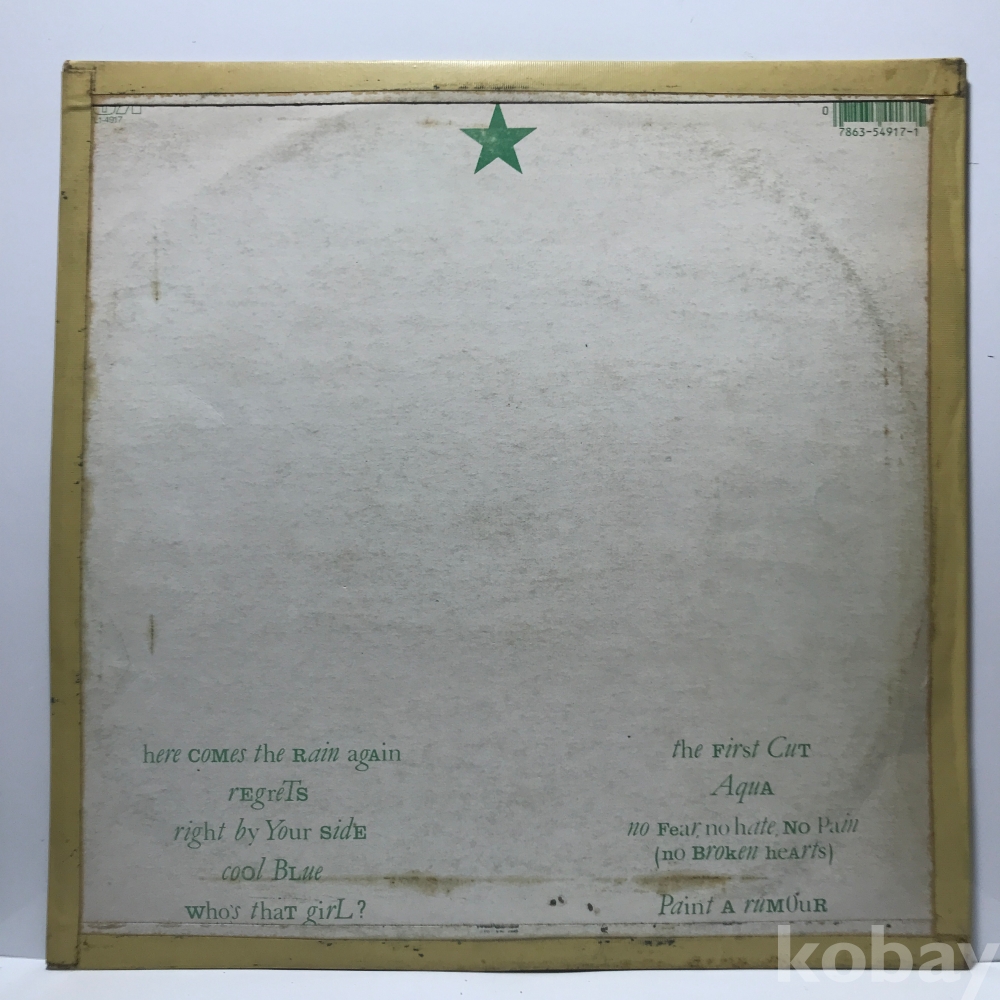 0
7863-54917-1
here COMes the Rain again
rEgreTS
right by Your SidE
cool BLue
Who's thaT girL?
the First CuT
AquA
no Fear, no hate, NO Pain
(no Broken heArts)
Paint A ruMOuR
kobay